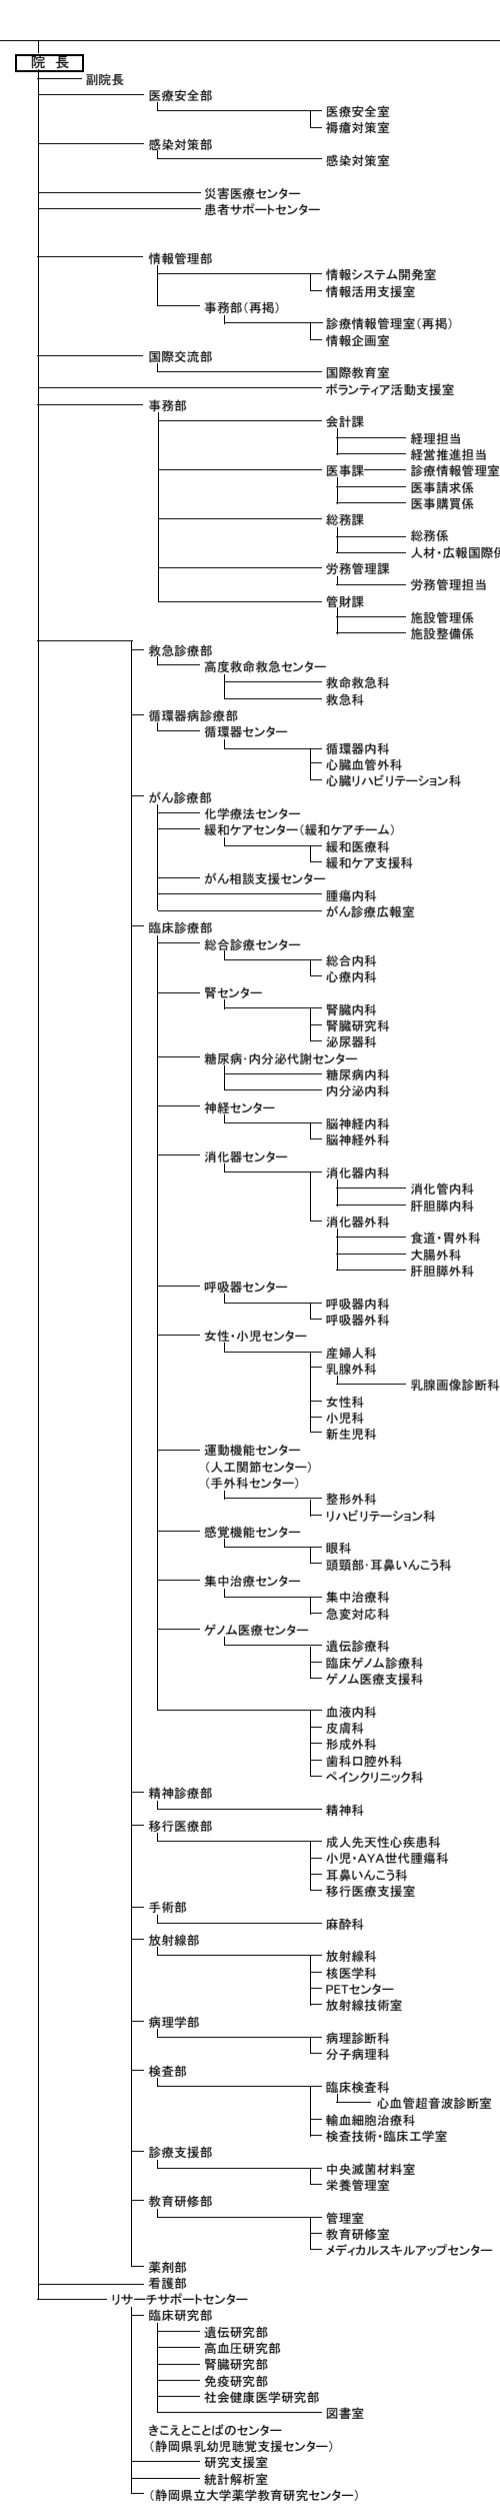 院　長
副院長
医療安全部
医療安全室
褥瘡対策室
感染対策部
感染対策室
災害医療センター
患者サポートセンター
情報管理部
情報システム開発室
情報活用支援室
事務部（再掲）
診療情報管理室（再掲）
情報企画室
国際交流部
国際教育室
ボランティア活動支援室
事務部
会計課
経理担当
経営推進担当
医事課
診療情報管理室
医事請求係
医事購買係
総務課
総務係
人材・広報国際係
労務管理課
労務管理担当
管財課
施設管理係
施設整備係
救急診療部
高度救命救急センター
救命救急科
救急科
循環器病診療部
循環器センター
循環器内科
心臓血管外科
心臓リハビリテーション科
がん診療部
化学療法センター
緩和ケアセンター（緩和ケアチーム）
緩和医療科
緩和ケア支援科
がん相談支援センター
腫瘍内科
がん診療広報室
臨床診療部
総合診療センター
総合内科
心療内科
腎センター
腎臓内科
腎臓研究科
泌尿器科
糖尿病・内分泌代謝センター
糖尿病内科
内分泌内科
神経センター
脳神経内科
脳神経外科
消化器センター
消化器内科
消化管内科
肝胆膵内科
消化器外科
食道・胃外科
大腸外科
肝胆膵外科
呼吸器センター
呼吸器内科
呼吸器外科
女性・小児センター
産婦人科
乳腺外科
乳腺画像診断科
女性科
小児科
新生児科
運動機能センター
（人工関節センター）
（手外科センター）
整形外科
リハビリテーション科
感覚機能センター
眼科
頭頸部・耳鼻いんこう科
集中治療センター
集中治療科
急変対応科
ゲノム医療センター
遺伝診療科
臨床ゲノム診療科
ゲノム医療支援科
血液内科
皮膚科
形成外科
歯科口腔外科
ペインクリニック科
精神診療部
精神科
移行医療部
成人先天性心疾患科
小児・AYA世代腫瘍科
耳鼻いんこう科
移行医療支援室
手術部
麻酔科
放射線部
放射線科
核医学科
PETセンター
放射線技術室
病理学部
病理診断科
分子病理科
検査部
臨床検査科
心血管超音波診断室
輸血細胞治療科
検査技術・臨床工学室
診療支援部
中央滅菌材料室
栄養管理室
教育研修部
管理室
教育研修室
メディカルスキルアップセンター
薬剤部
看護部
リサーチサポートセンター
臨床研究部
遺伝研究部
高血圧研究部
腎臓研究部
免疫研究部
社会健康医学研究部
図書室
きこえとことばのセンター
（静岡県乳幼児聴覚支援センター）
研究支援室
統計解析室
（静岡県立大学薬学教育研究センター）